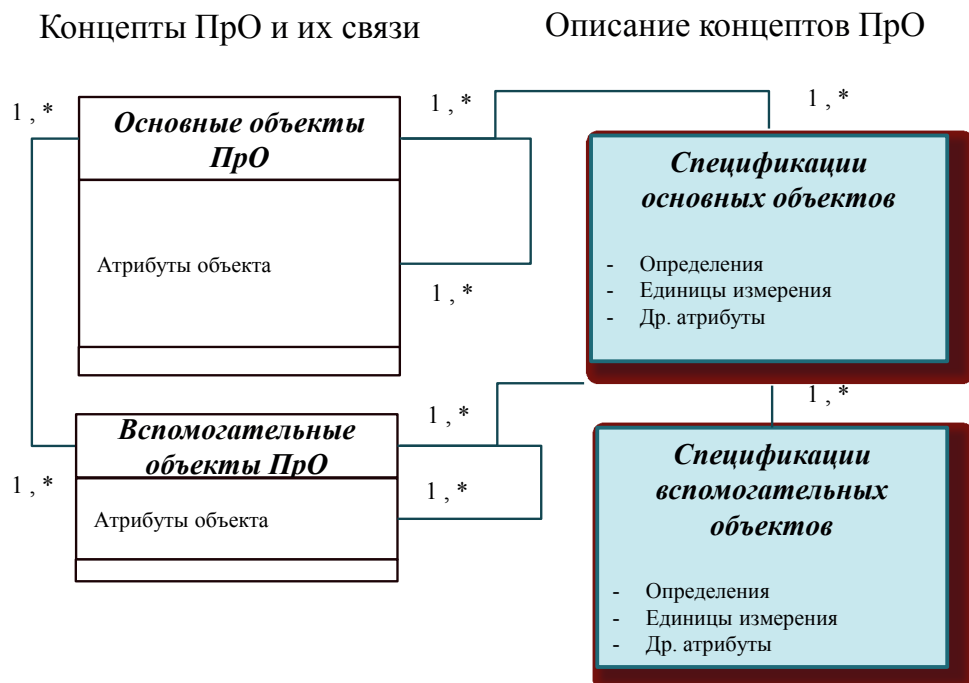 Концепты ПрО и их связи
Описание концептов ПрО
1 , *
1 , *
1 , *
Основные объекты
ПрО
Атрибуты объекта
1 , *
Спецификации
основных объектов
- Определения
- Единицы измерения
- Др. атрибуты
1 , *
1 , *
Вспомогательные
объекты ПрО
1 , *
1 , *
Атрибуты объекта
Спецификации
вспомогательных
объектов
- Определения
- Единицы измерения
- Др. атрибуты